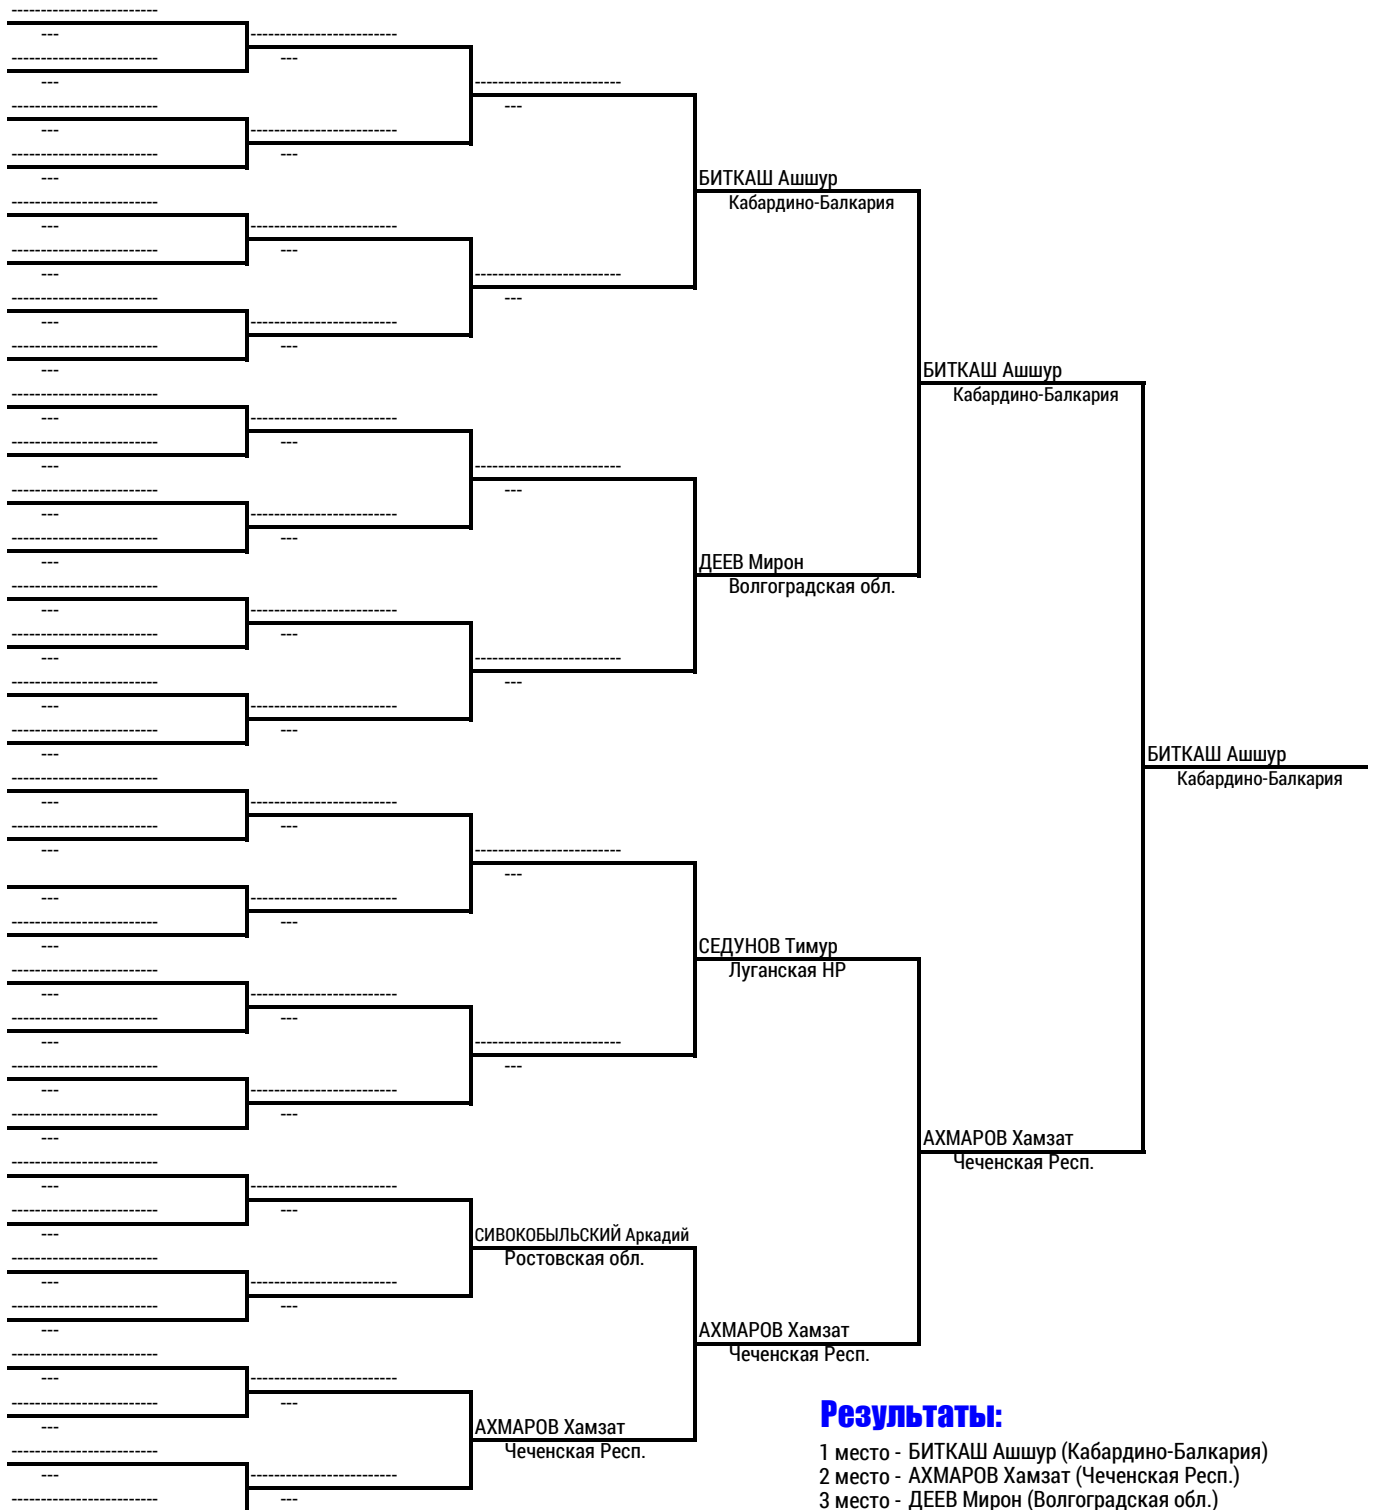 БИТКАШ Ашшур
Кабардино-Балкария
БИТКАШ Ашшур
Кабардино-Балкария
ДЕЕВ Мирон
Волгоградская обл.
БИТКАШ Ашшур
Кабардино-Балкария
СЕДУНОВ Тимур
Луганская НР
АХМАРОВ Хамзат
Чеченская Респ.
СИВОКОБЫЛЬСКИЙ Аркадий
Ростовская обл.
АХМАРОВ Хамзат
Чеченская Респ.
АХМАРОВ Хамзат
Чеченская Респ.
Результаты:
1 место - БИТКАШ Ашшур (Кабардино-Балкария)
2 место - АХМАРОВ Хамзат (Чеченская Респ.)
3 место - ДЕЕВ Мирон (Волгоградская обл.)